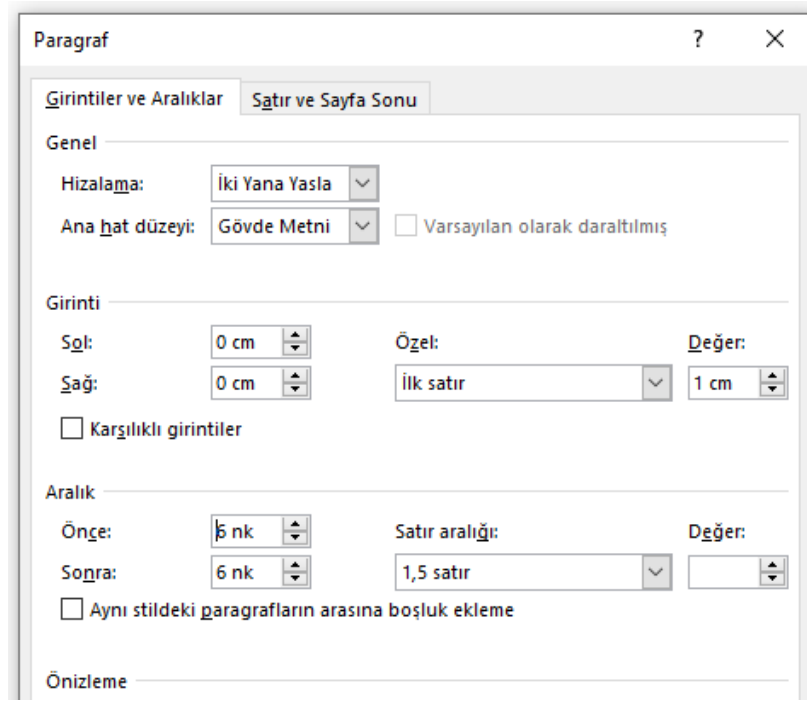 Paragraf ? ×
Girintiler ve Aralıklar Satır ve Sayfa Sonu
Genel
Hizalama: İki Yana Yasla
Ana hat düzeyi: Gövde Metni Varsayılan olarak daraltılmış
Girinti
Sol: 0 cm Özel: Değer:
Sağ: 0 cm İlk satır 1 cm
Karşılıklı girintiler
Aralık
Önce: 6 nk Satır aralığı: Değer:
Sonra: 6 nk 1,5 satır
Aynı stildeki paragrafların arasına boşluk ekleme
Önizleme